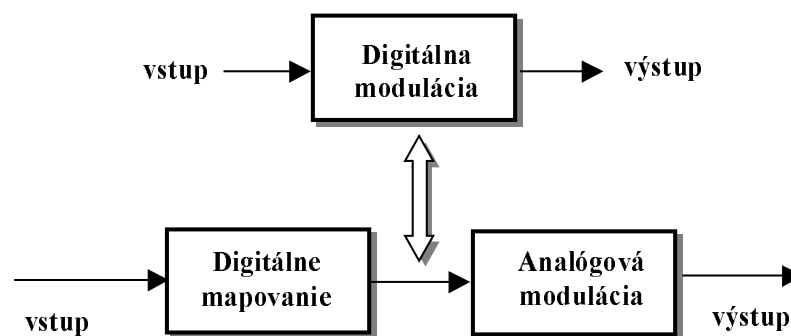 vstup
Digitálna
modulácia
výstup
vstup
Digitálne
mapovanie
Analógová
modulácia
výstup